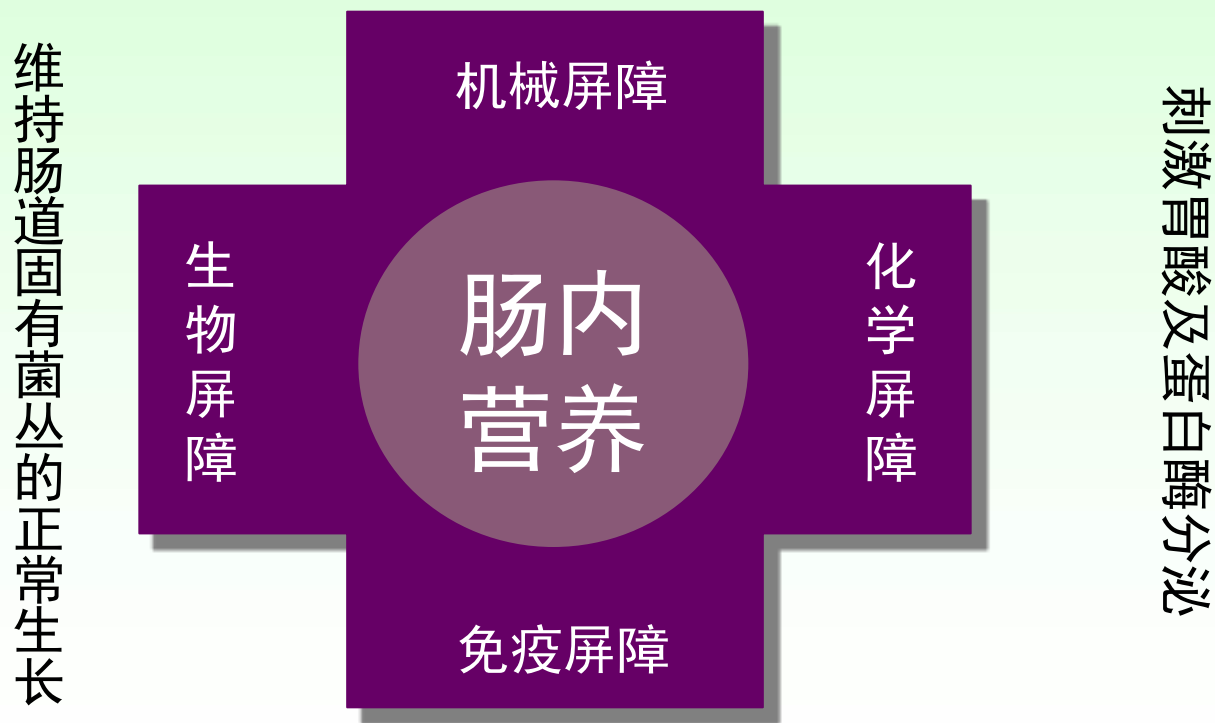 维持肠道固有菌丛的正常生长
机械屏障
生物屏障
肠内
营养
化学屏障
免疫屏障
刺激胃酸及蛋白酶分泌